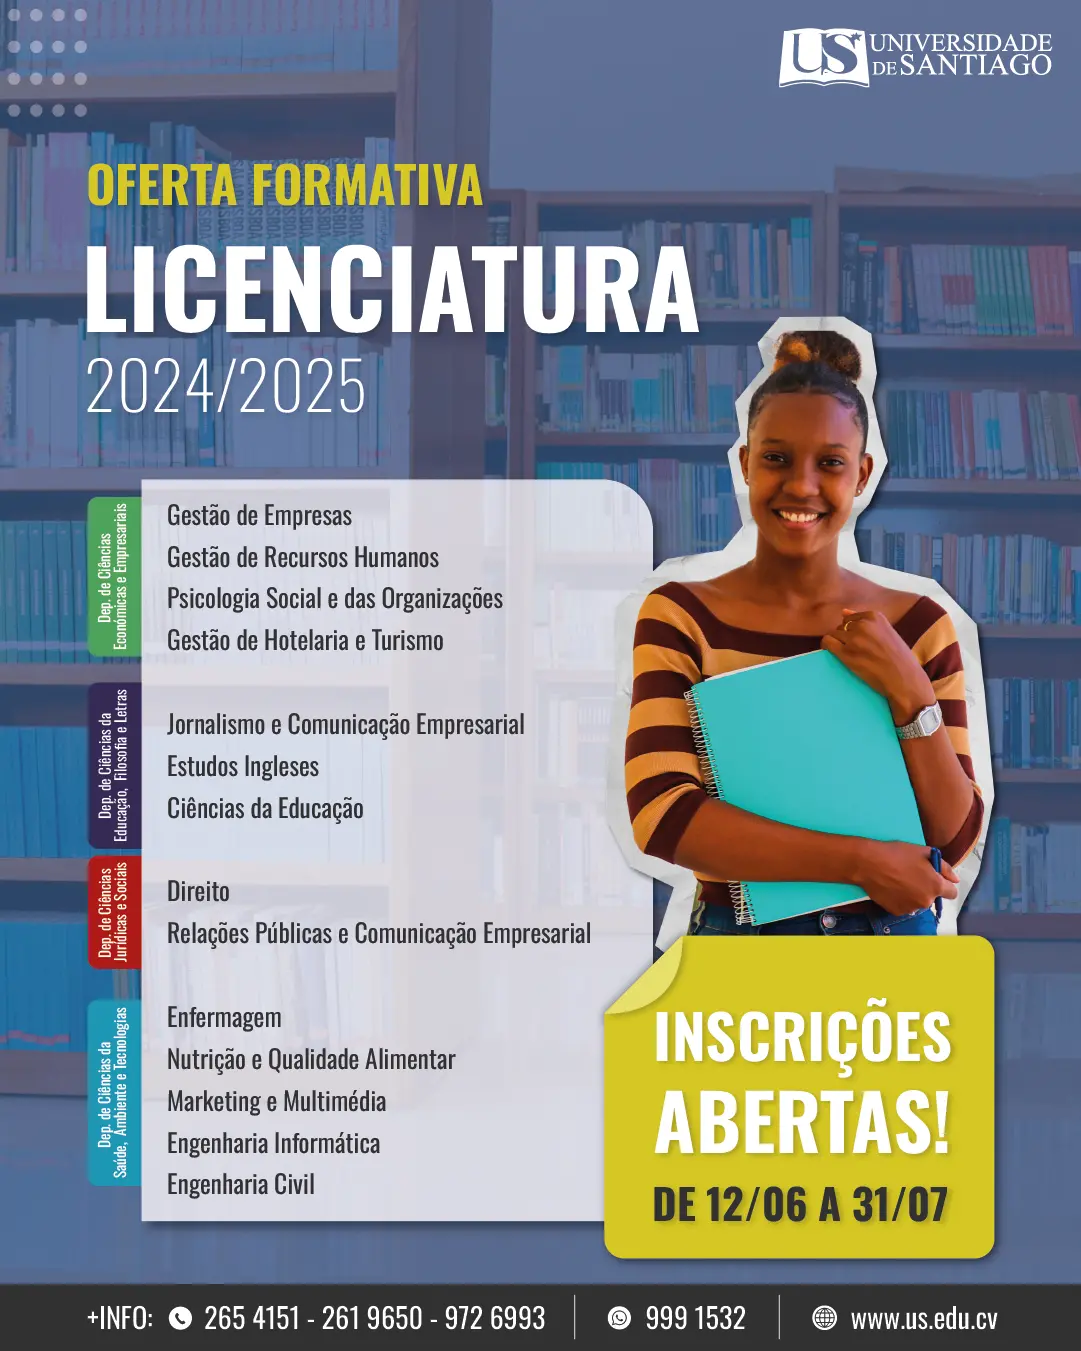 US UNIVERSIDADE
DE SANTIAGO
OFERTA FORMATIVA
LICENCIATURA
2024/2025
Dep. de Ciências
Económicas e Empresariais
Gestão de Empresas
Gestão de Recursos Humanos
Psicologia Social e das Organizações
Gestão de Hotelaria e Turismo
Dep. de Ciências da
Educação, Filosofia e Letras
Jornalismo e Comunicação Empresarial
Estudos Ingleses
Ciências da Educação
Dep. de Ciências
Jurídicas e Sociais
Direito
Relações Públicas e Comunicação Empresarial
Dep. de Ciências da
Saúde, Ambiente e Tecnologias
Enfermagem
Nutrição e Qualidade Alimentar
Marketing e Multimédia
Engenharia Informática
Engenharia Civil
INSCRIÇÕES
ABERTAS!
DE 12/06 A 31/07
+INFO: 265 4151 - 261 9650 - 972 6993 999 1532 www.us.edu.cv